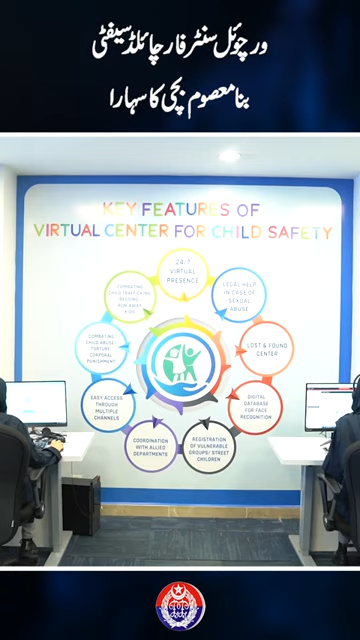 ورچوئل سنٹر فار چائلڈ سیفٹی
بنا معصوم بچی کا سہارا
KEY FEATURES OF
VIRTUAL CENTER FOR CHILD SAFETY
24/7
VIRTUAL
PRESENCE
LEGAL HELP
IN CASE OF
SEXUAL
ABUSE
LOST & FOUND
CENTER
DIGITAL
DATABASE
FOR FACE
RECOGNITION
REGISTRATION
OF VULNERABLE
GROUPS/ STREET
CHILDREN
COORDINATION
WITH ALLIED
DEPARTMENTS
EASY ACCESS
THROUGH
MULTIPLE
CHANNELS
COMBATING
CHILD ABUSE/
TORTURE
CORPORAL
PUNISHMENT
COMBATING
CHILD TRAFFICKING
BEGGING
RUN-AWAY
KIDS